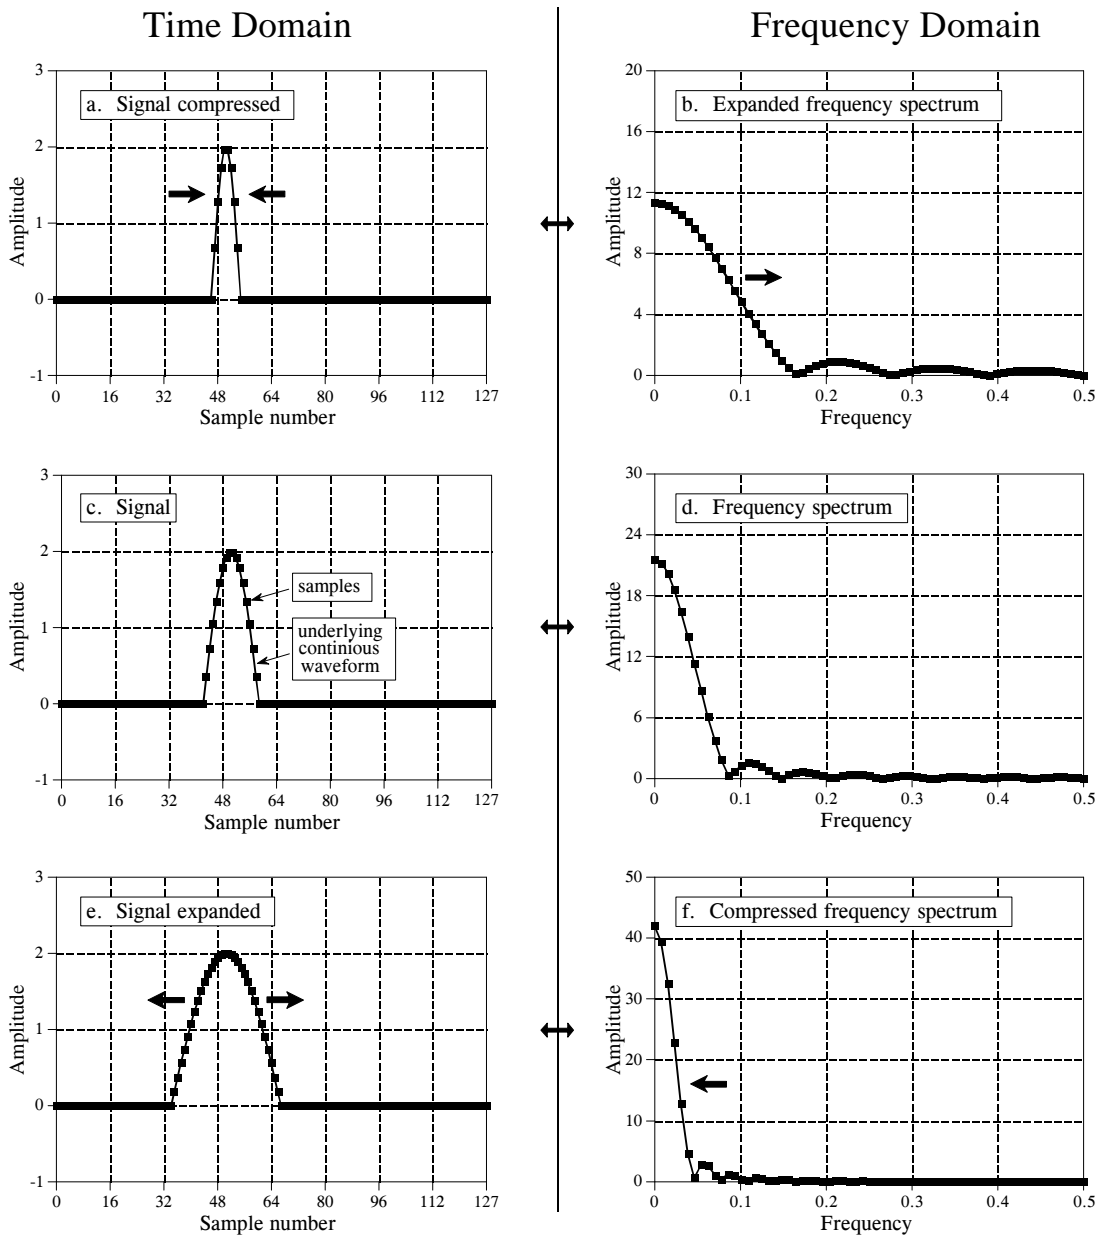 Time Domain
Frequency Domain
3
2
1
0
-1
Amplitude
a. Signal compressed
0 16 32 48 64 80 96 112 127
Sample number
20
16
12
8
4
0
Amplitude
b. Expanded frequency spectrum
0 0.1 0.2 0.3 0.4 0.5
Frequency
3
2
1
0
-1
Amplitude
c. Signal
samples
underlying
continious
waveform
0 16 32 48 64 80 96 112 127
Sample number
30
24
18
12
6
0
Amplitude
d. Frequency spectrum
0 0.1 0.2 0.3 0.4 0.5
Frequency
3
2
1
0
-1
Amplitude
e. Signal expanded
0 16 32 48 64 80 96 112 127
Sample number
50
40
30
20
10
0
Amplitude
f. Compressed frequency spectrum
0 0.1 0.2 0.3 0.4 0.5
Frequency